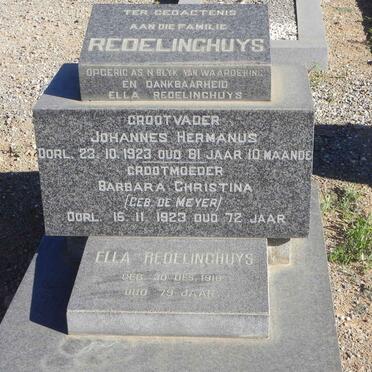 TER GEDAGTENIS
AAN DIE FAMILIE
REDELINGHUYS
OPGERIG AS 'N BLYK VAN WAARDERING
EN DANKBAARHEID
ELLA REDELINGHUYS
GROOTVADER
JOHANNES HERMANUS
OORL. 23.10.1923 OUD 81 JAAR 10 MAANDE
GROOTMOEDER
BARBARA CHRISTINA
(GEB. DE MEYER)
OORL. 15.11.1923 OUD 72 JAAR
ELLA REDELINGHUYS
GEB. 30 DES. 1910
OUD 79 JAAR